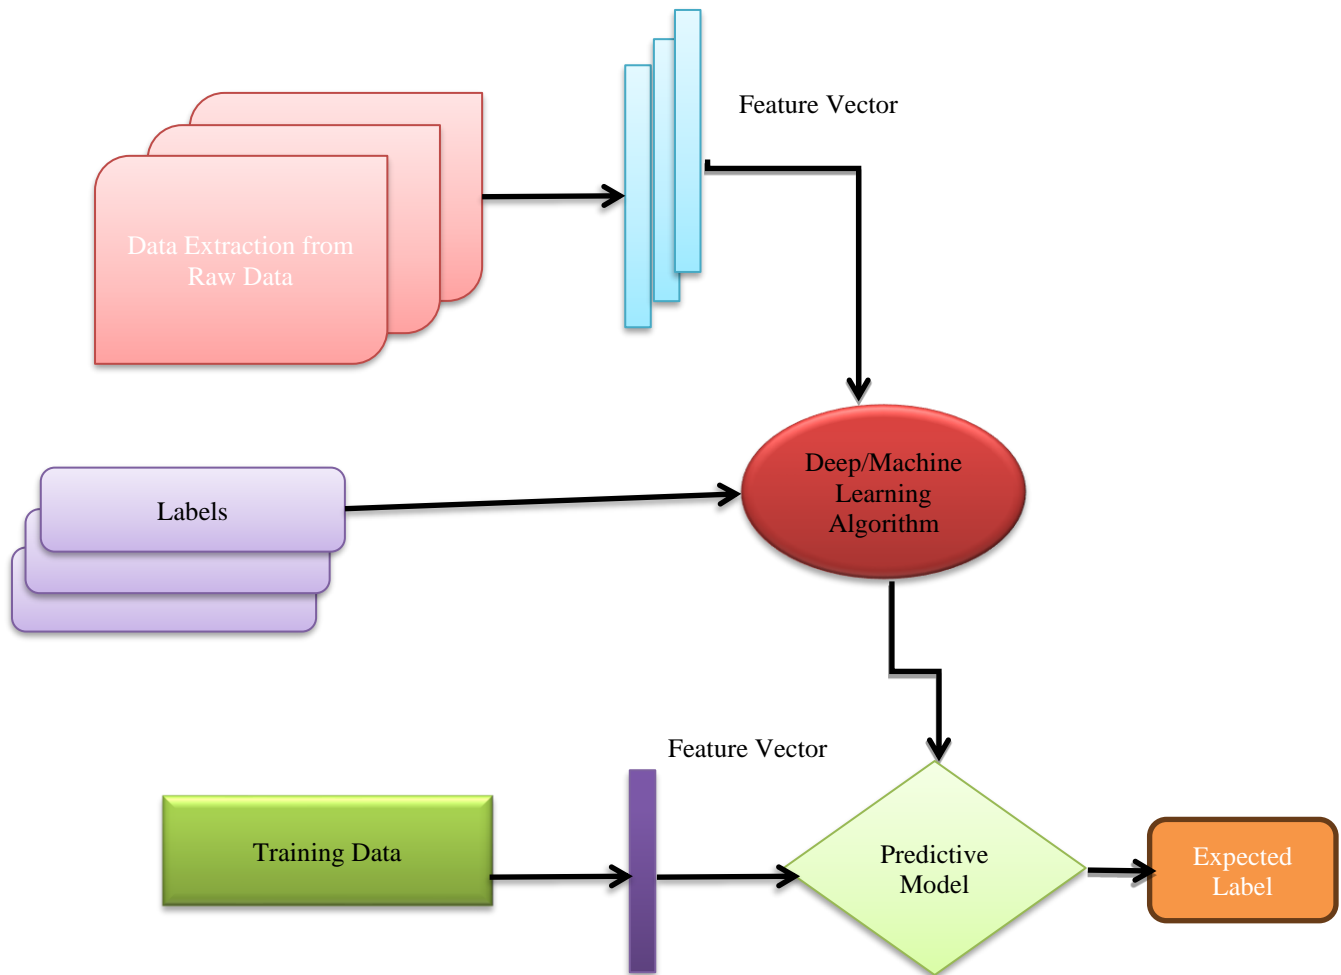 Feature Vector
Data Extraction from
Raw Data
Deep/Machine
Learning
Algorithm
Labels
Feature Vector
Training Data
Predictive
Model
Expected
Label